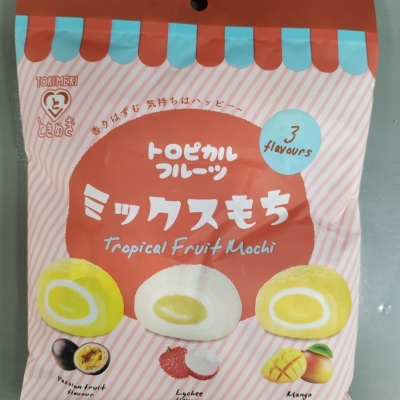 TOKIMEKI
と
ときめき
香りはずむ 気持ちはハッピー~
3
flavours
トロピカル
フルーツ
ミックスもち
Tropical Fruit Mochi
Passion fruit
flavour
Lychee
Mango